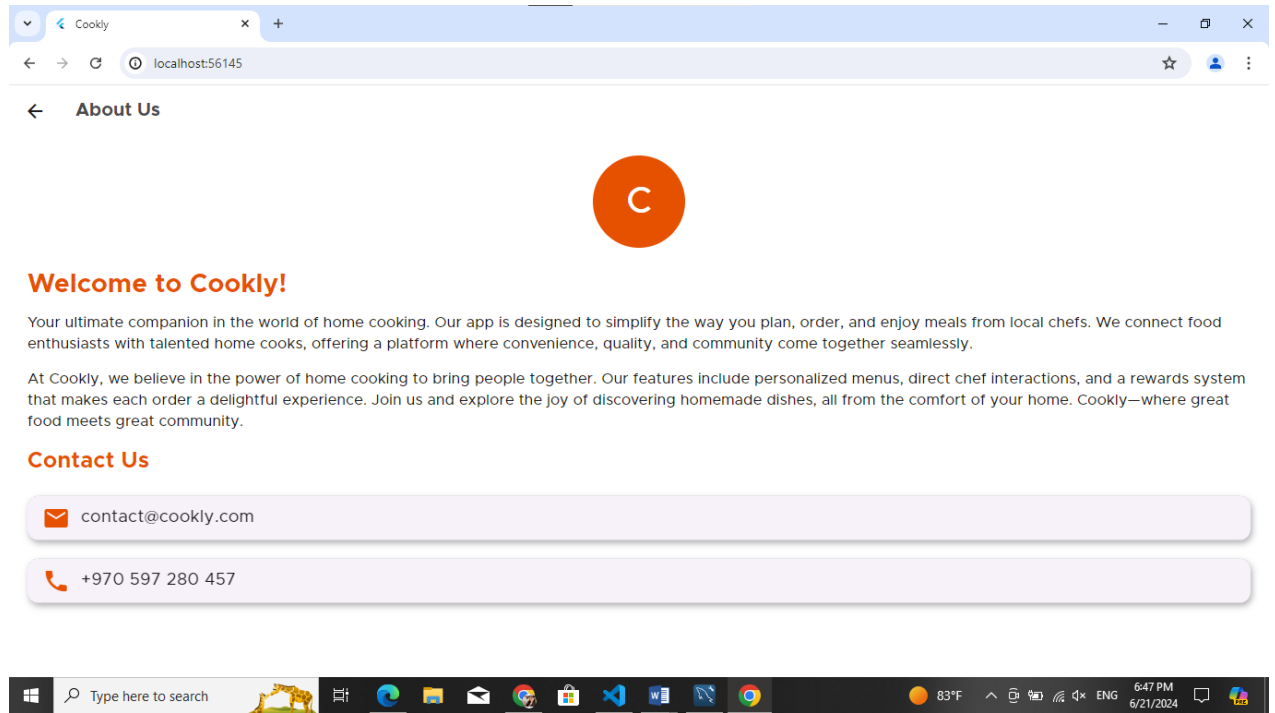 Cookly
localhost:56145
About Us
C
Welcome to Cookly!
Your ultimate companion in the world of home cooking. Our app is designed to simplify the way you plan, order, and enjoy meals from local chefs. We connect food
enthusiasts with talented home cooks, offering a platform where convenience, quality, and community come together seamlessly.
At Cookly, we believe in the power of home cooking to bring people together. Our features include personalized menus, direct chef interactions, and a rewards system
that makes each order a delightful experience. Join us and explore the joy of discovering homemade dishes, all from the comfort of your home. Cookly—where great
food meets great community.
Contact Us
contact@cookly.com
+970 597 280 457
Type here to search
83°F
ENG
6:47 PM
6/21/2024
PRE